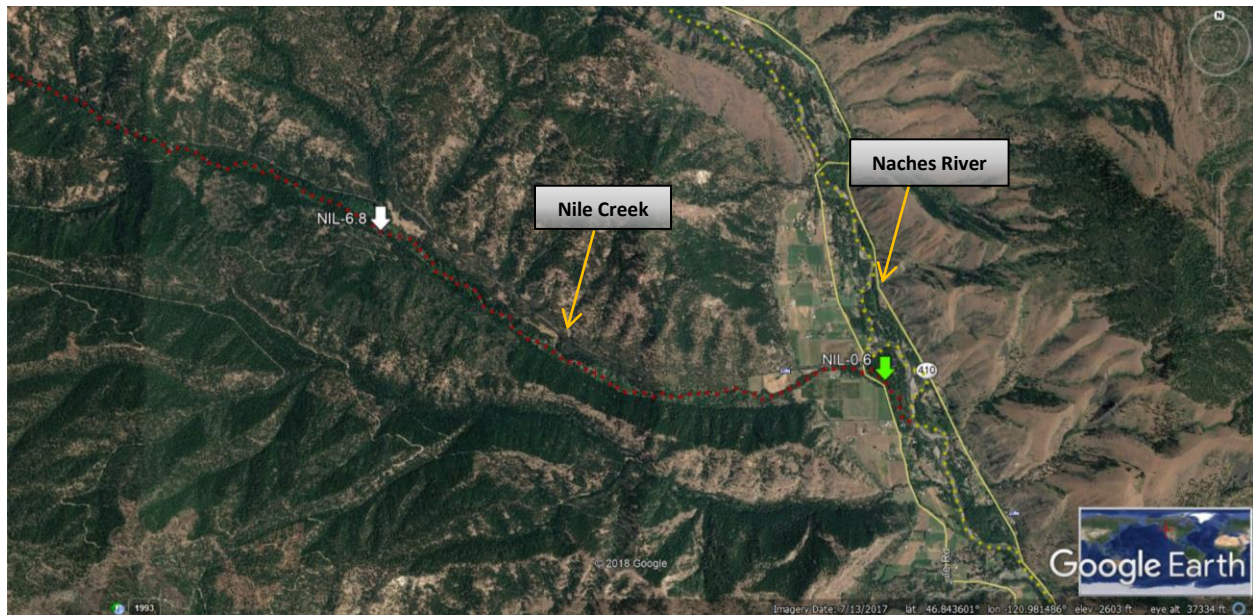 N
Naches River
Nile Creek
NIL-6.8
NIL-0.6
410
© 2018 Google
Google Earth
1993
Imagery Date: 7/13/2017 lat 46.843601° lon -120.981486° elev 2603 ft eye alt 37334 ft